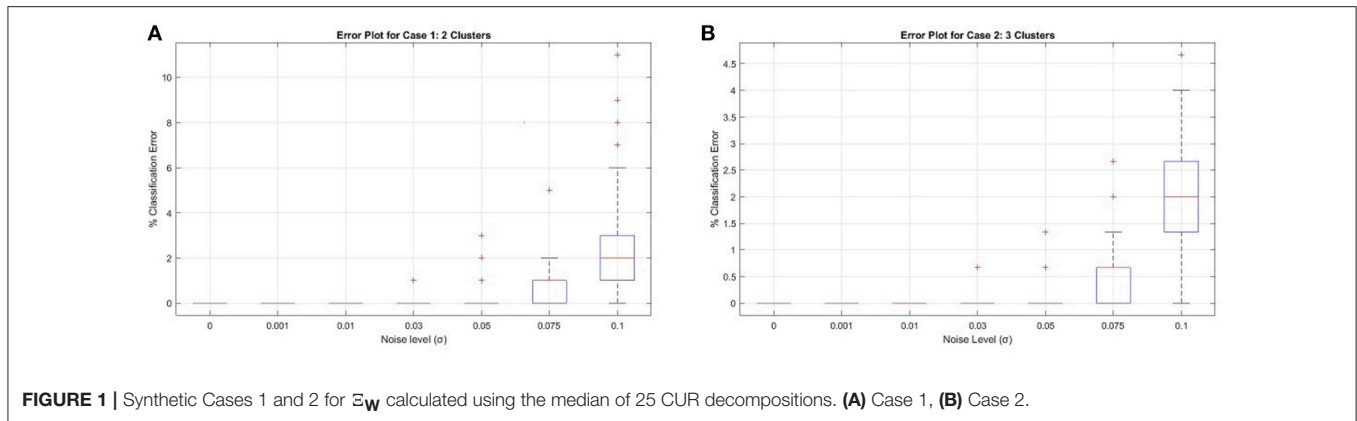 A
Error Plot for Case 1: 2 Clusters
% Classification Error
10
8
6
4
2
0
0 0.001 0.01 0.03 0.05 0.075 0.1
Noise level (σ)
B
Error Plot for Case 2: 3 Clusters
% Classification Error
4.5
4
3.5
3
2.5
2
1.5
1
0.5
0
0 0.001 0.01 0.03 0.05 0.075 0.1
Noise Level (σ)
FIGURE 1 | Synthetic Cases 1 and 2 for Ξ_W calculated using the median of 25 CUR decompositions. (A) Case 1, (B) Case 2.